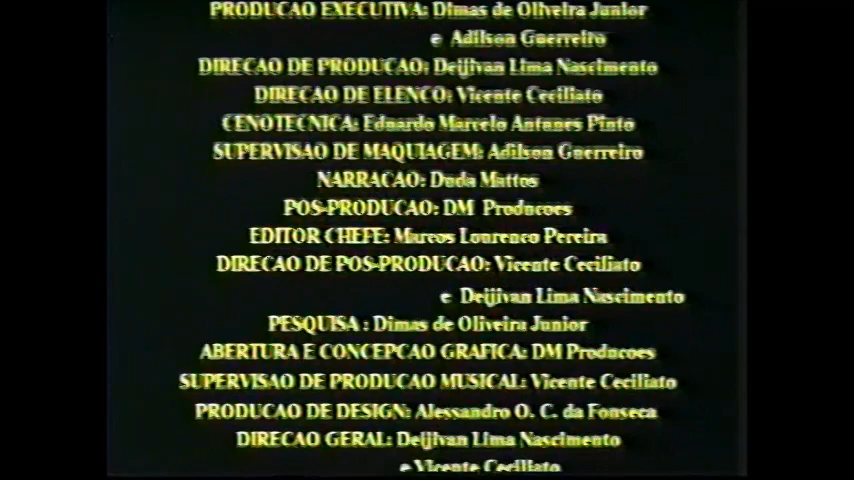 PRODUCAO EXECUTIVA: Dimas de Oliveira Junior
e Adilson Guerreiro
DIRECAO DE PRODUCAO: Deijivan Lima Nascimento
DIRECAO DE ELENCO: Vicente Ceciliato
CENOTECNICA: Eduardo Marcelo Antunes Pinto
SUPERVISAO DE MAQUIAGEM: Adilson Guerreiro
NARRACAO: Duda Mattos
POS-PRODUCAO: DM Producoes
EDITOR CHEFE: Marcos Lourenco Pereira
DIRECAO DE POS-PRODUCAO: Vicente Ceciliato
e Deijivan Lima Nascimento
PESQUISA : Dimas de Oliveira Junior
ABERTURA E CONCEPCAO GRAFICA: DM Producoes
SUPERVISAO DE PRODUCAO MUSICAL: Vicente Ceciliato
PRODUCAO DE DESIGN: Alessandro O. C. da Fonseca
DIRECAO GERAL: Deijivan Lima Nascimento
e Vicente Ceciliato